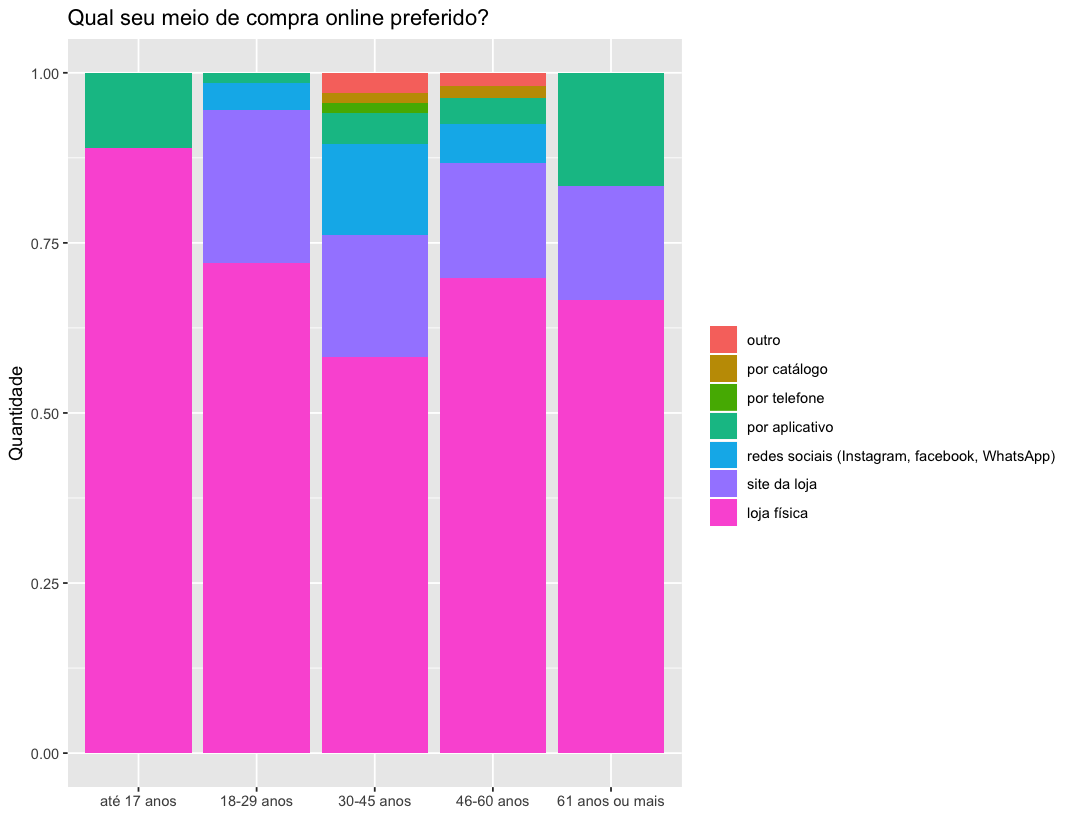 Qual seu meio de compra online preferido?
Quantidade
1.00
0.75
0.50
0.25
0.00
até 17 anos
18-29 anos
30-45 anos
46-60 anos
61 anos ou mais
outro
por catálogo
por telefone
por aplicativo
redes sociais (Instagram, facebook, WhatsApp)
site da loja
loja física